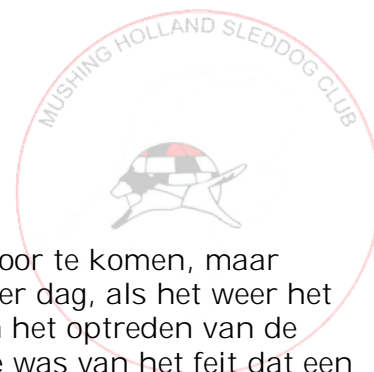 MUSHING HOLLAND SLEDDOG CLUB
oor te komen, maar
er dag, als het weer het
het optreden van de
was van het feit dat een